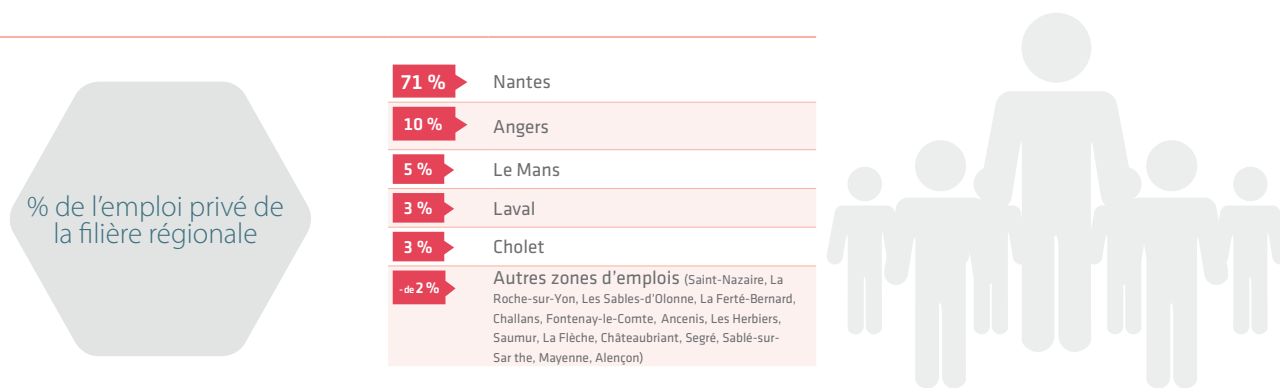 % de l’emploi privé de
la filière régionale
71 % Nantes
10 % Angers
5 % Le Mans
3 % Laval
3 % Cholet
- de 2 % Autres zones d’emplois (Saint-Nazaire, La
Roche-sur-Yon, Les Sables-d’Olonne, La Ferté-Bernard,
Challans, Fontenay-le-Comte, Ancenis, Les Herbiers,
Saumur, La Flèche, Châteaubriant, Segré, Sablé-sur-
Sar the, Mayenne, Alençon)